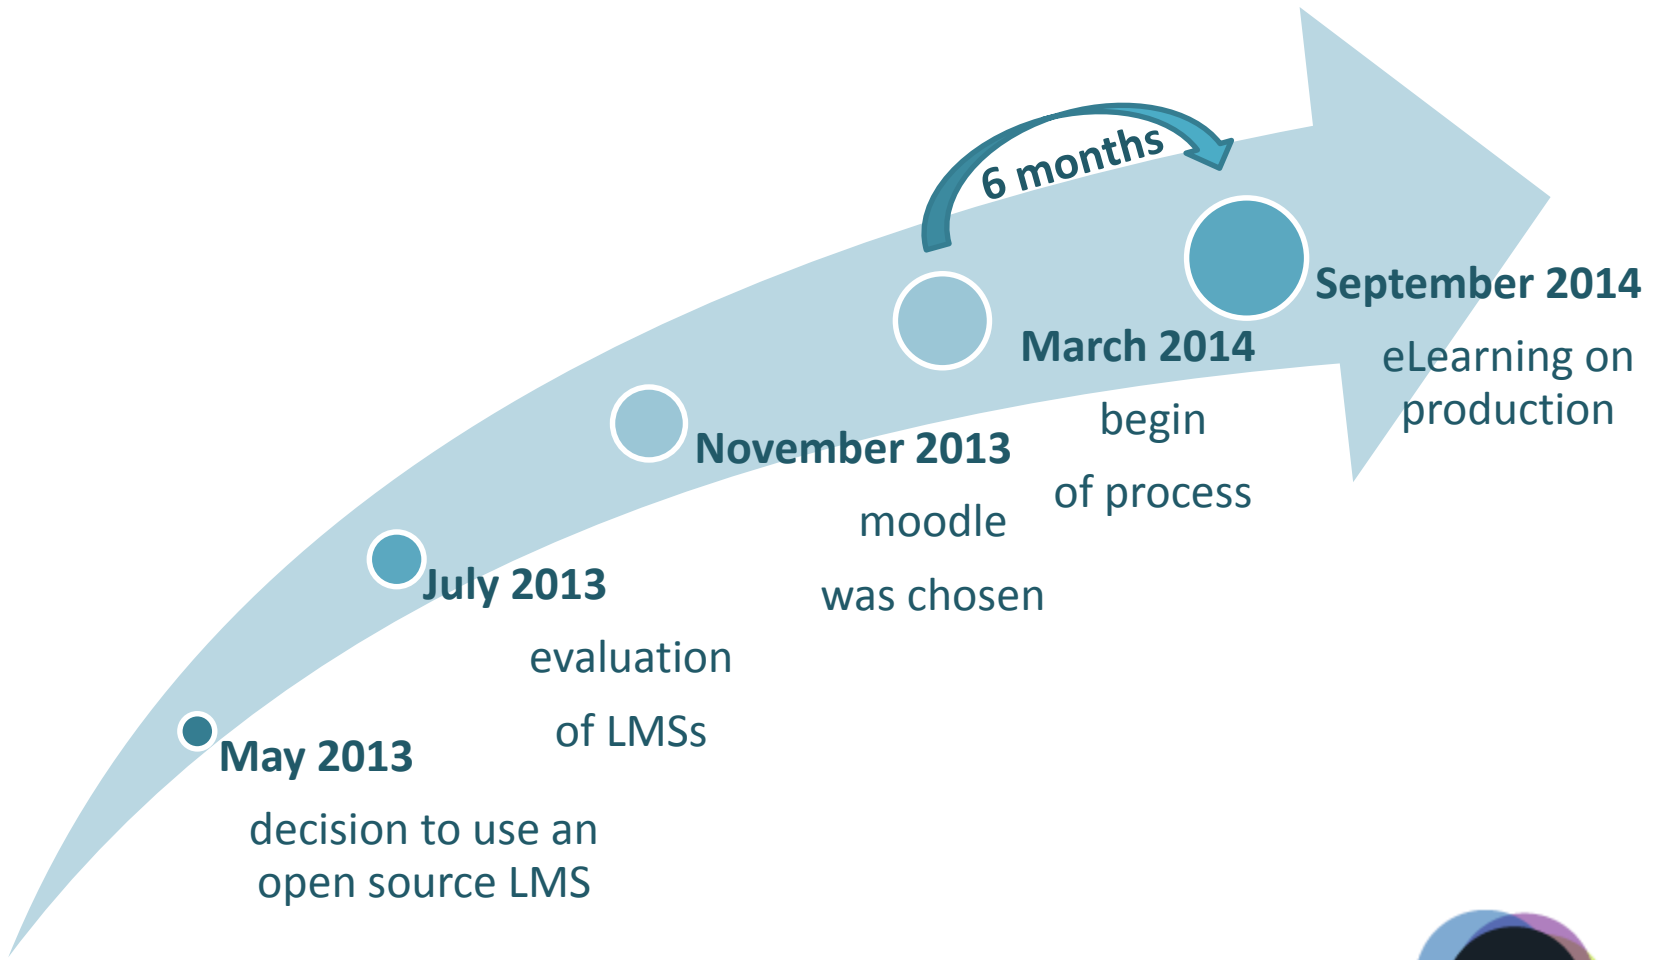 6 months
September 2014
eLearning on
production
March 2014
begin
of process
November 2013
moodle
was chosen
July 2013
evaluation
of LMSs
May 2013
decision to use an
open source LMS